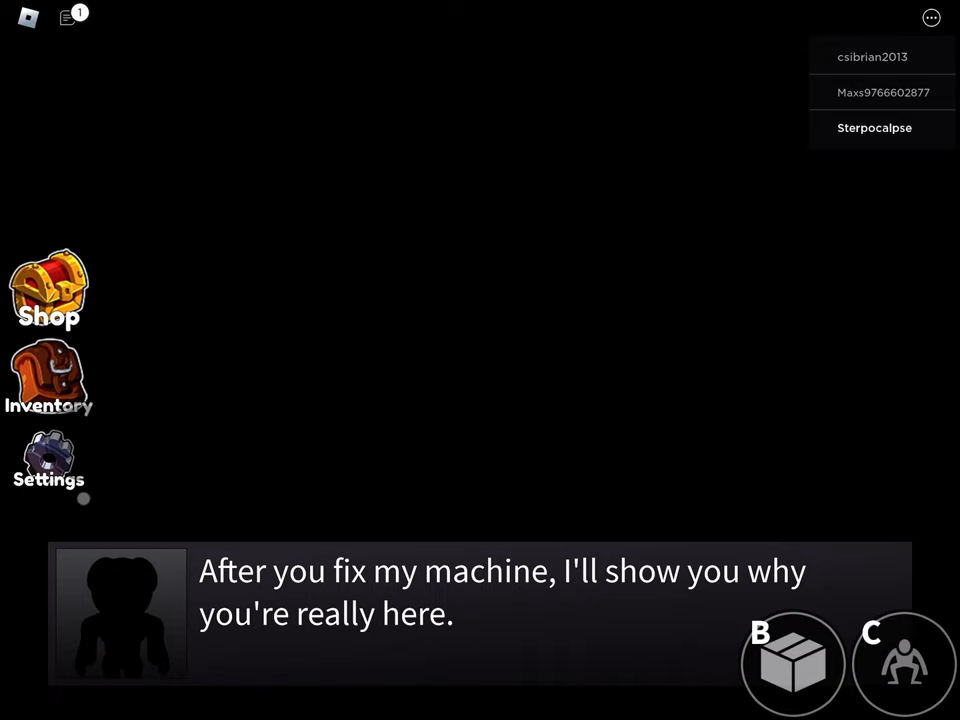 1
csibrian2013
Maxs9766602877
Sterpocalpse
Shop
Inventory
Settings
After you fix my machine, I'll show you why
you're really here.
B
C